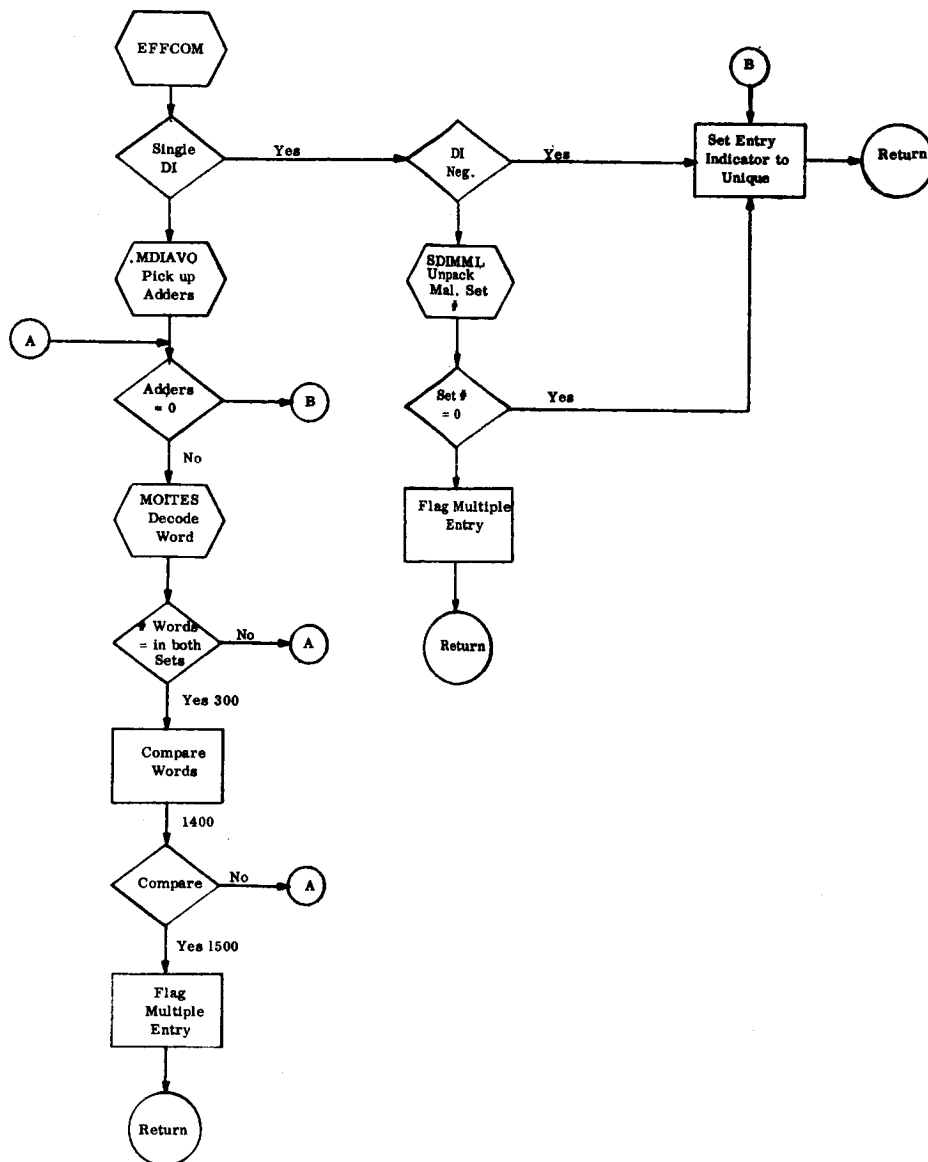 EFFCOM
B
Single
DI
Yes
DI
Neg.
Yes
Set Entry
Indicator to
Unique
Return
.MDIAVO
Pick up
Adders
SDIMML
Unpack
Mal. Set
#
A
Adders
= 0
B
Set #
= 0
Yes
No
MOITES
Decode
Word
Flag Multiple
Entry
# Words
= in both
Sets
No
A
Return
Yes 300
Compare
Words
1400
Compare
No
A
Yes 1500
Flag
Multiple
Entry
Return